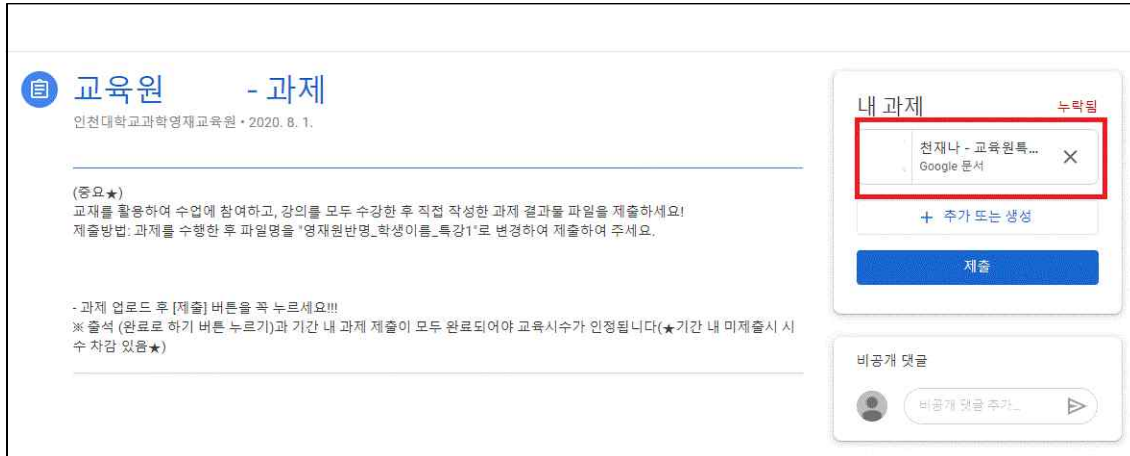 교육원 - 과제
인천대학교과학영재교육원 • 2020. 8. 1.
(중요★)
교재를 활용하여 수업에 참여하고, 강의를 모두 수강한 후 직접 작성한 과제 결과물 파일을 제출하세요!
제출방법: 과제를 수행한 후 파일명을 "영재원반명_학생이름_특강1"로 변경하여 제출하여 주세요.
- 과제 업로드 후 [제출] 버튼을 꼭 누르세요!!!
※ 출석 (완료로 하기 버튼 누르기)과 기간 내 과제 제출이 모두 완료되어야 교육시수가 인정됩니다(★기간 내 미제출시 시
수 차감 있음★)
내 과제 누락됨
천재나 - 교육원특...
Google 문서
+ 추가 또는 생성
제출
비공개 댓글
비공개 댓글 추가...